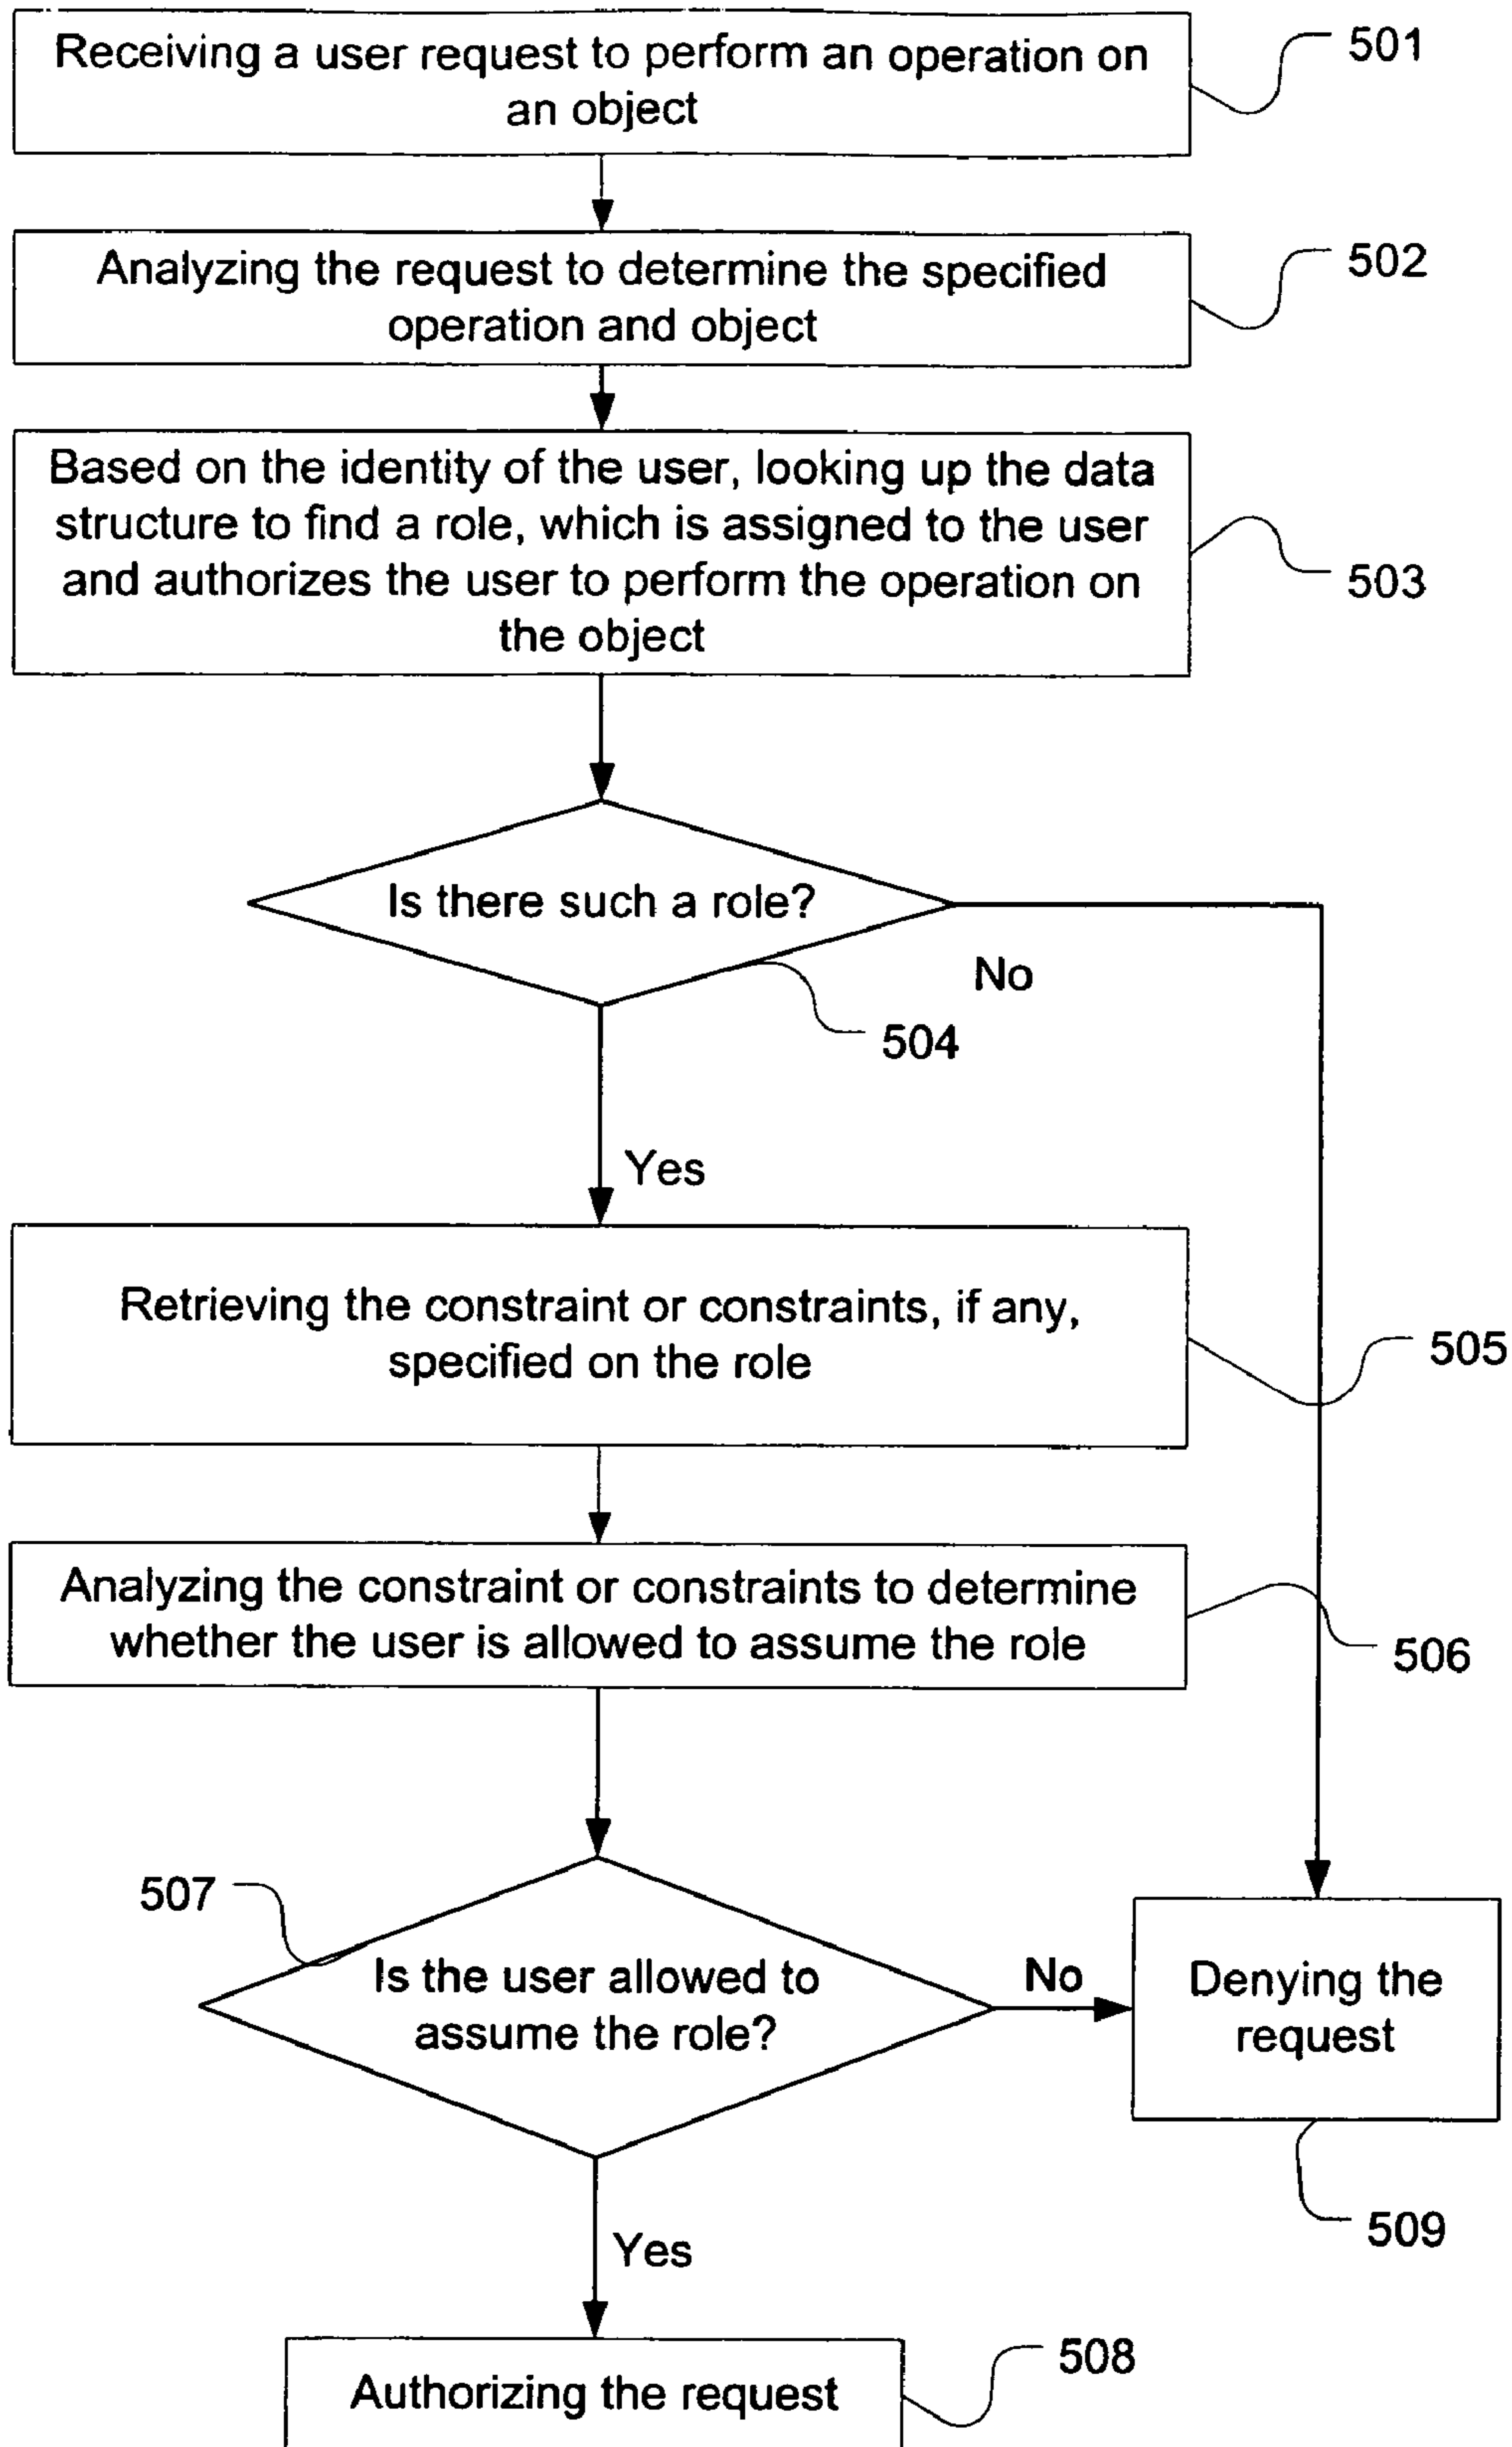 Receiving a user request to perform an operation on
an object
501
Analyzing the request to determine the specified
operation and object
502
Based on the identity of the user, looking up the data
structure to find a role, which is assigned to the user
and authorizes the user to perform the operation on
the object
503
Is there such a role?
No
504
Yes
Retrieving the constraint or constraints, if any,
specified on the role
505
Analyzing the constraint or constraints to determine
whether the user is allowed to assume the role
506
507
Is the user allowed to
assume the role?
No
Denying the
request
509
Yes
508
Authorizing the request